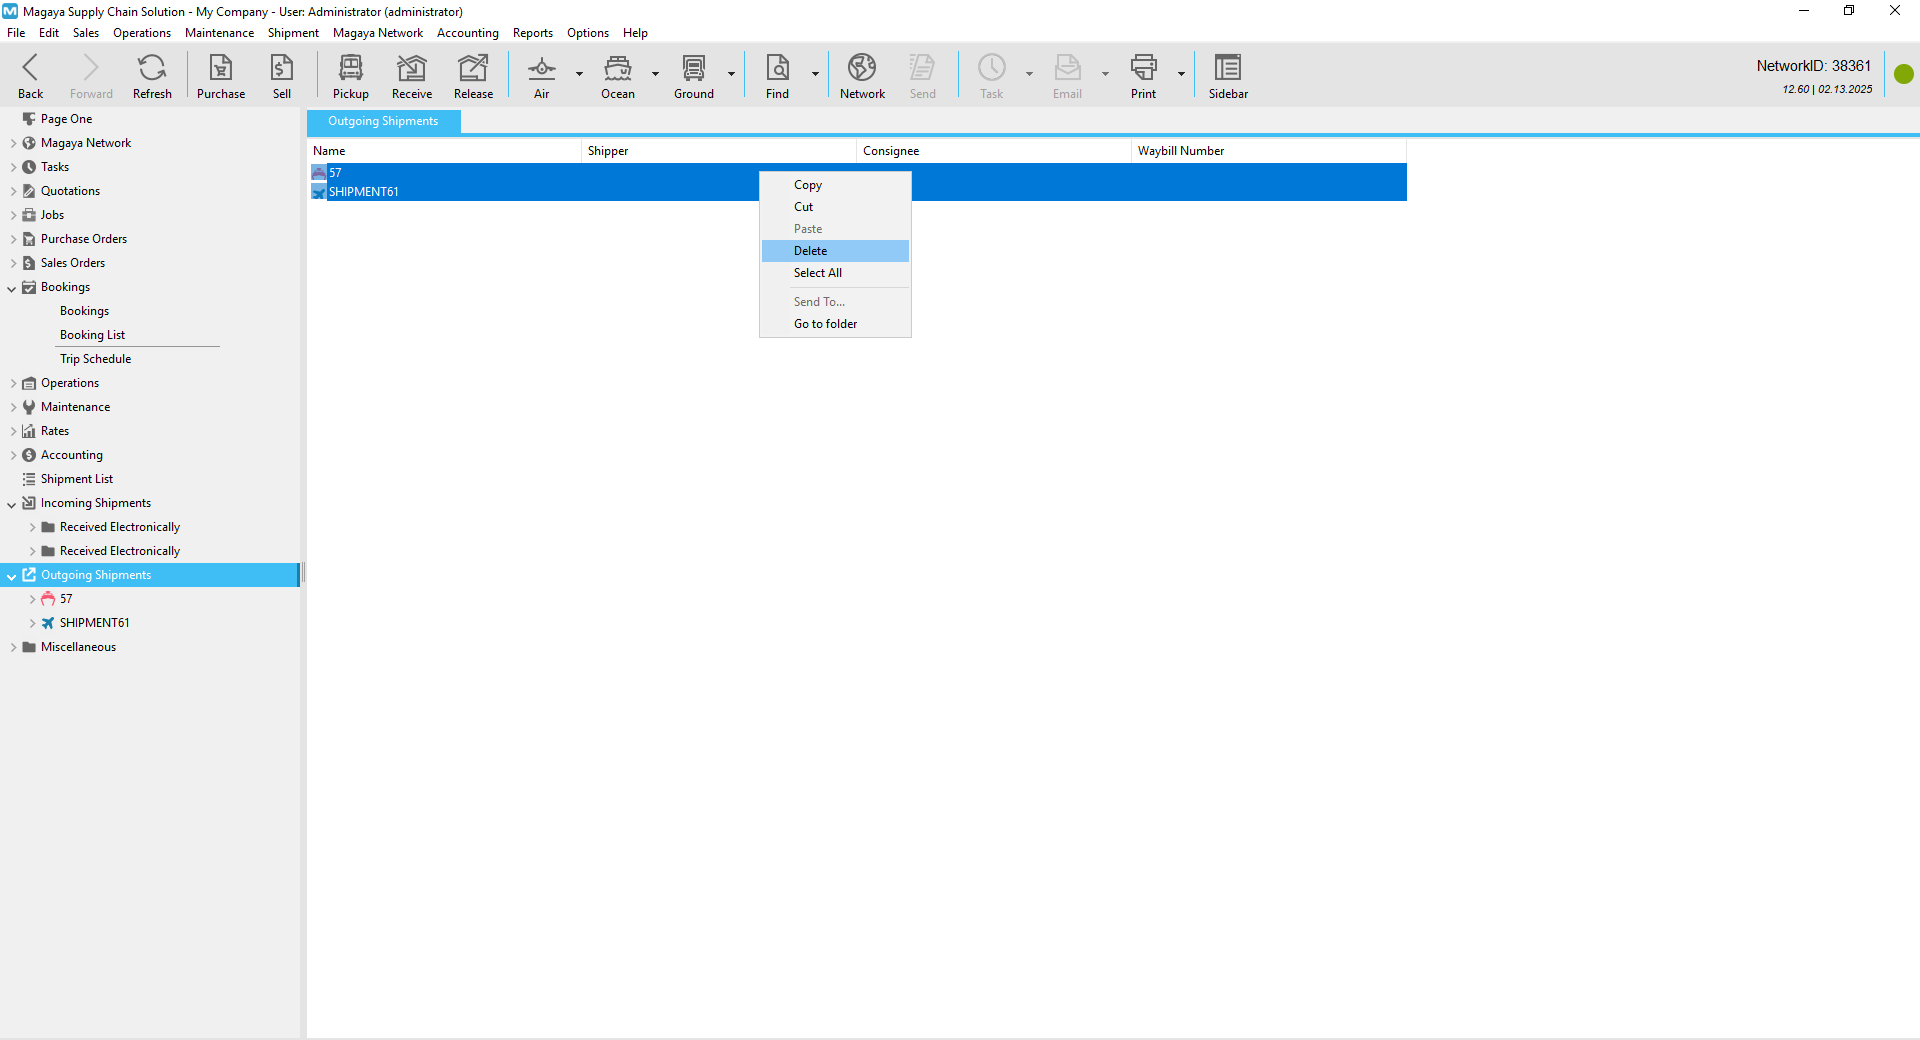 Magaya Supply Chain Solution - My Company - User: Administrator (administrator)
File Edit Sales Operations Maintenance Shipment Magaya Network Accounting Reports Options Help
Back Forward Refresh Purchase Sell Pickup Receive Release Air Ocean Ground Find Network Send Task Email Print Sidebar
NetworkID: 38361
12.60 | 02.13.2025
Page One
Magaya Network
Tasks
Quotations
Jobs
Purchase Orders
Sales Orders
Bookings
Bookings
Booking List
Trip Schedule
Operations
Maintenance
Rates
Accounting
Shipment List
Incoming Shipments
Received Electronically
Received Electronically
Outgoing Shipments
57
SHIPMENT61
Miscellaneous
Outgoing Shipments
Name Shipper Consignee Waybill Number
57
SHIPMENT61
Copy
Cut
Paste
Delete
Select All
Send To...
Go to folder